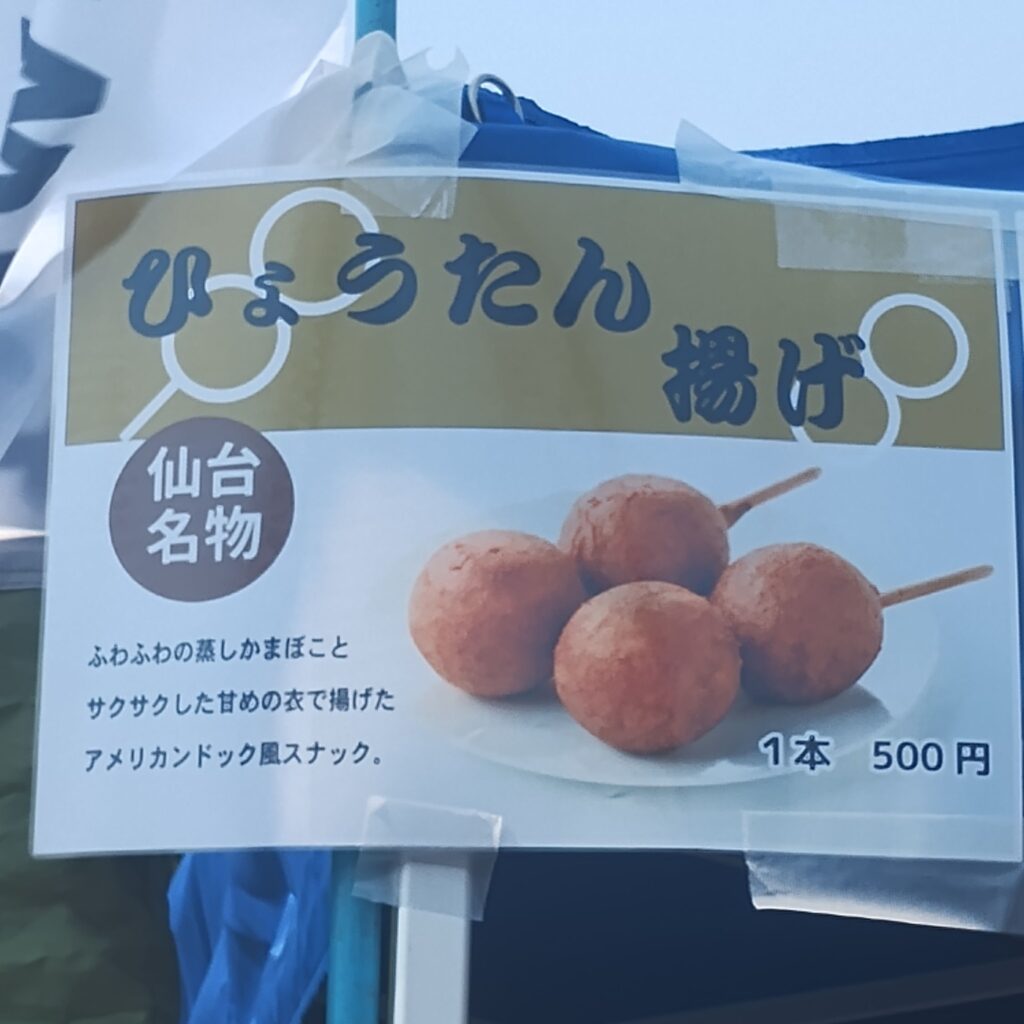 ひょうたん
揚げ
仙台
名物
ふわふわの蒸しかまぼこと
サクサクした甘めの衣で揚げた
アメリカンドック風スナック。
1本 500円